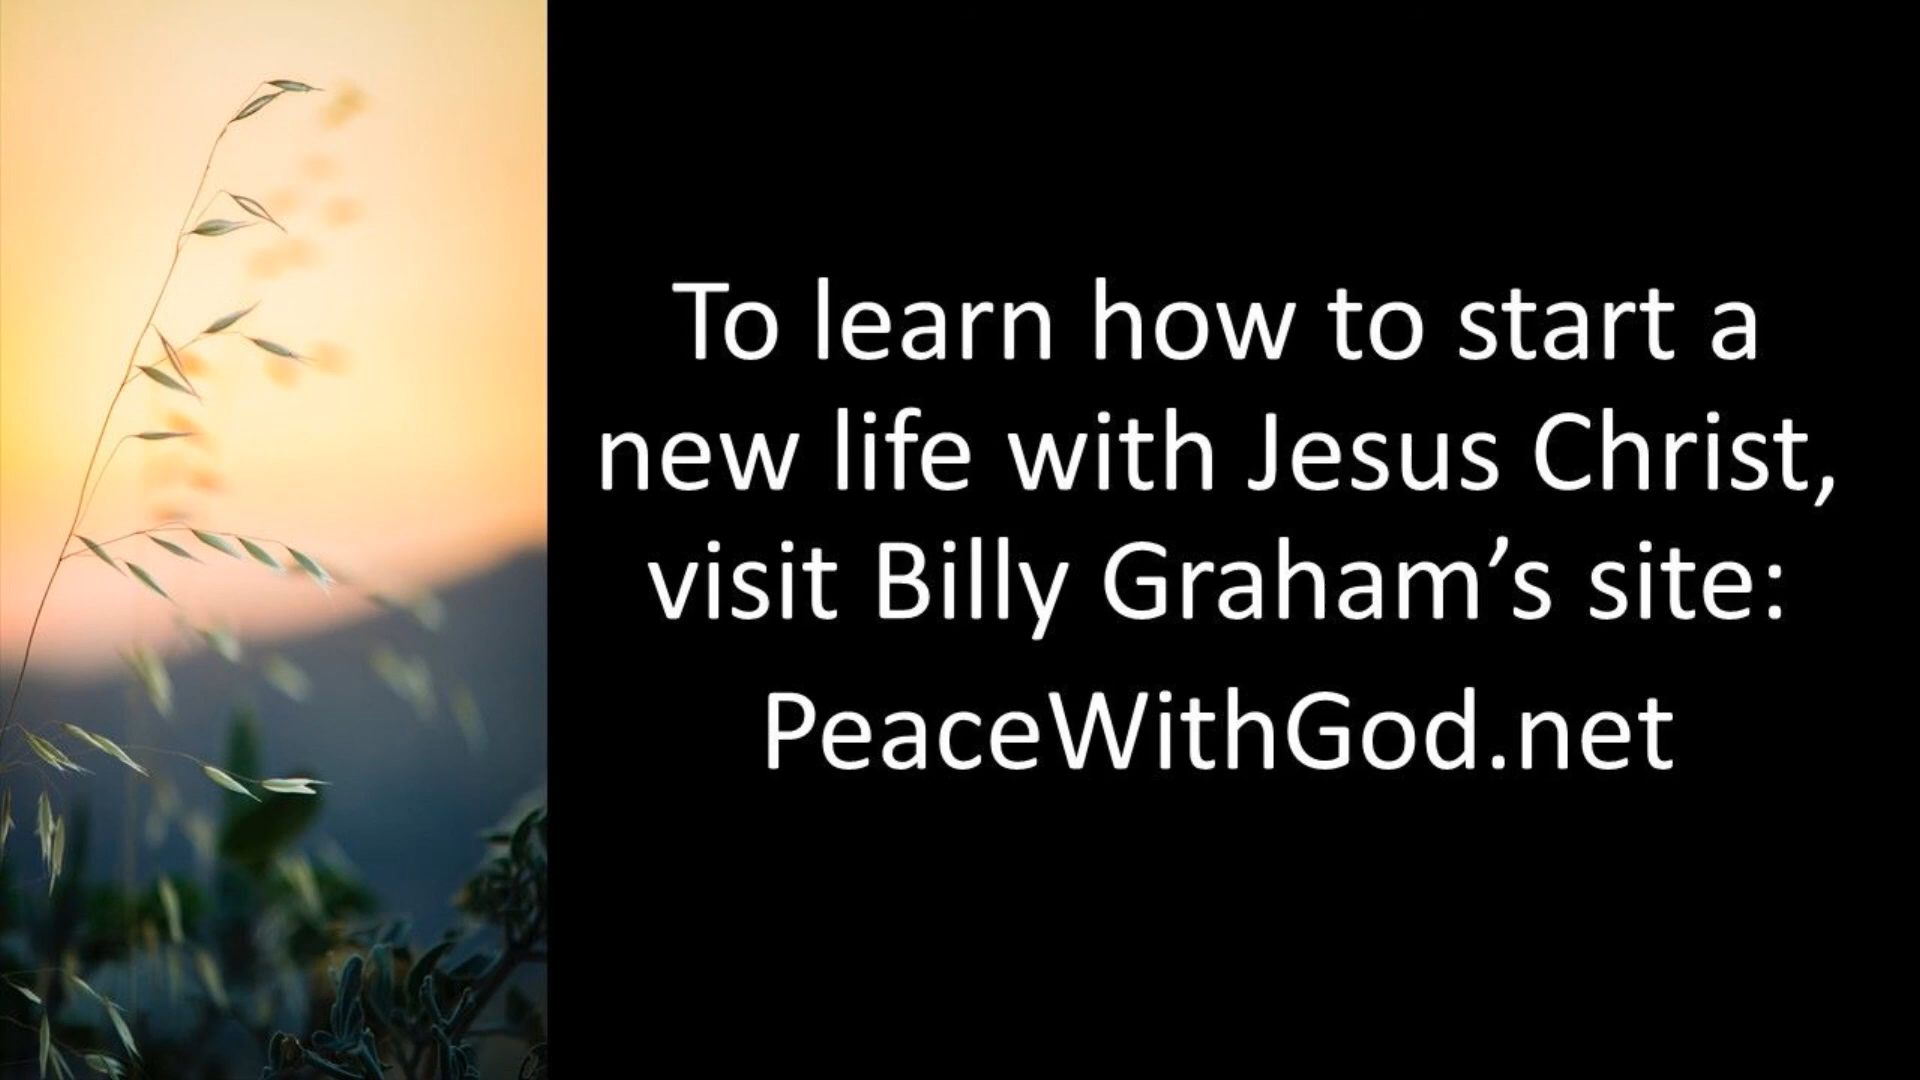 To learn how to start a
new life with Jesus Christ,
visit Billy Graham’s site:
PeaceWithGod.net